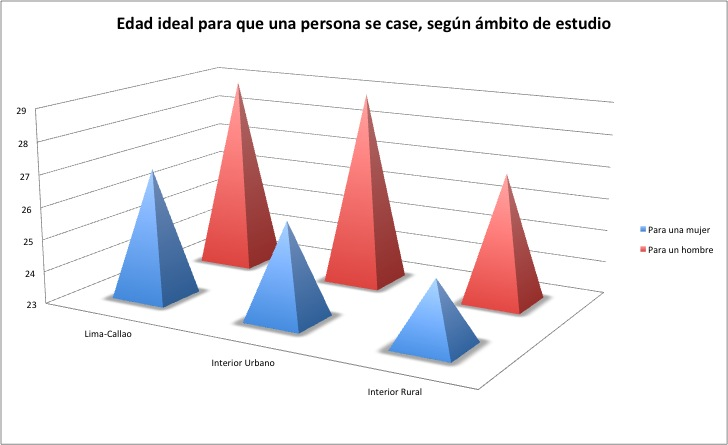 Edad ideal para que una persona se case, según ámbito de estudio
29
28
27
26
25
24
23
Lima-Callao
Interior Urbano
Interior Rural
Para una mujer
Para un hombre